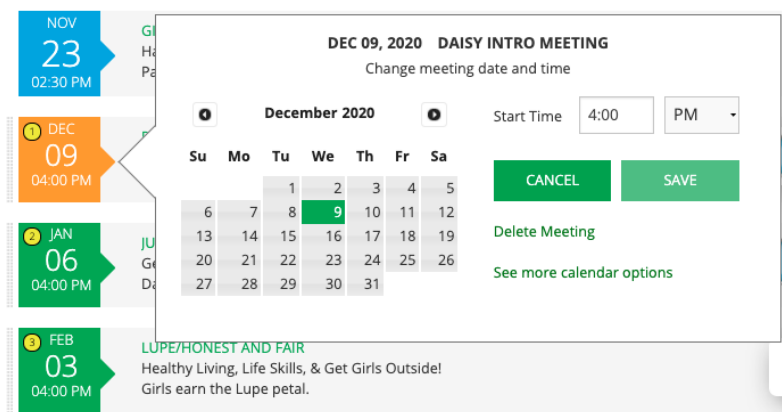 NOV
23
02:30 PM
1 DEC
09
04:00 PM
2 JAN
06
04:00 PM
3 FEB
03
04:00 PM
DEC 09, 2020 DAISY INTRO MEETING
Change meeting date and time
December 2020
Su Mo Tu We Th Fr Sa
1 2 3 4 5
6 7 8 9 10 11 12
13 14 15 16 17 18 19
20 21 22 23 24 25 26
27 28 29 30 31
Start Time 4:00 PM
CANCEL SAVE
Delete Meeting
See more calendar options
LUPE/HONEST AND FAIR
Healthy Living, Life Skills, & Get Girls Outside!
Girls earn the Lupe petal.